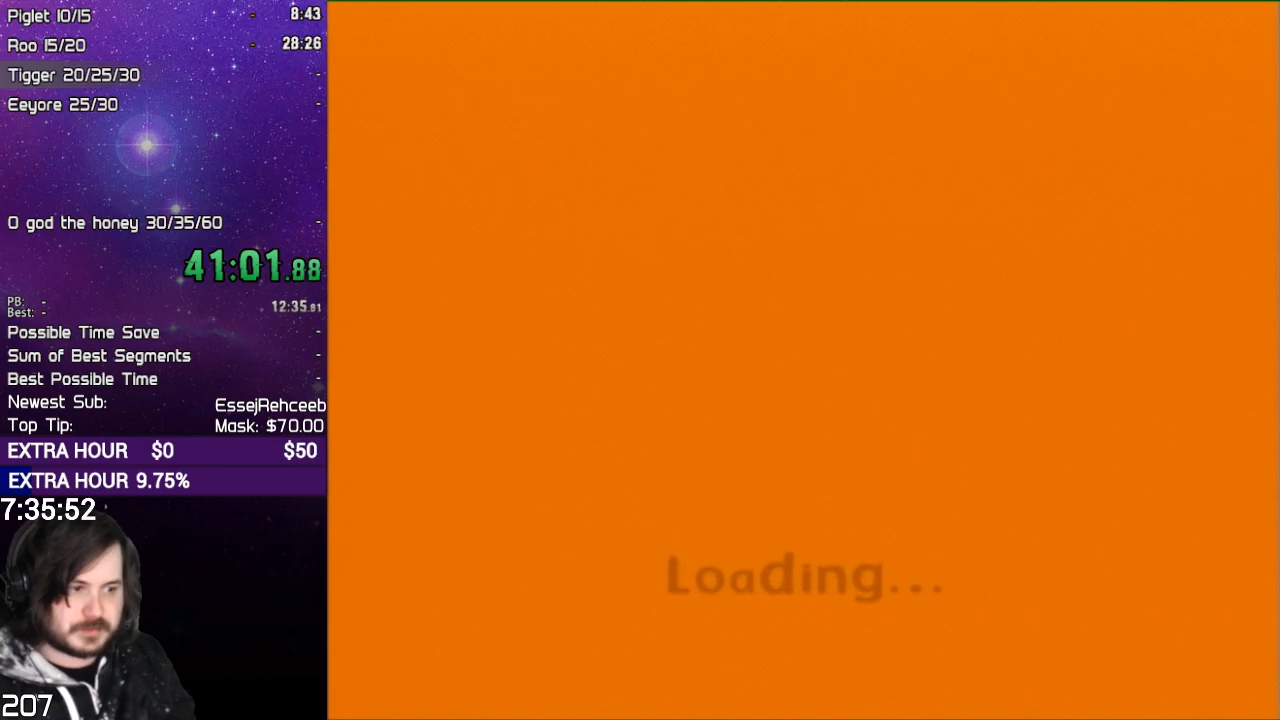 Piglet 10/15 - 8:43
Roo 15/20 - 28:26
Tigger 20/25/30 -
Eeyore 25/30 -
O god the honey 30/35/60 -
41:01.88
PB: -
Best: -
12:35.81
Possible Time Save -
Sum of Best Segments -
Best Possible Time -
Newest Sub: EssejRehceeb
Top Tip: Mask: $70.00
EXTRA HOUR $0 $50
EXTRA HOUR 9.75%
7:35:52
Loading...
207